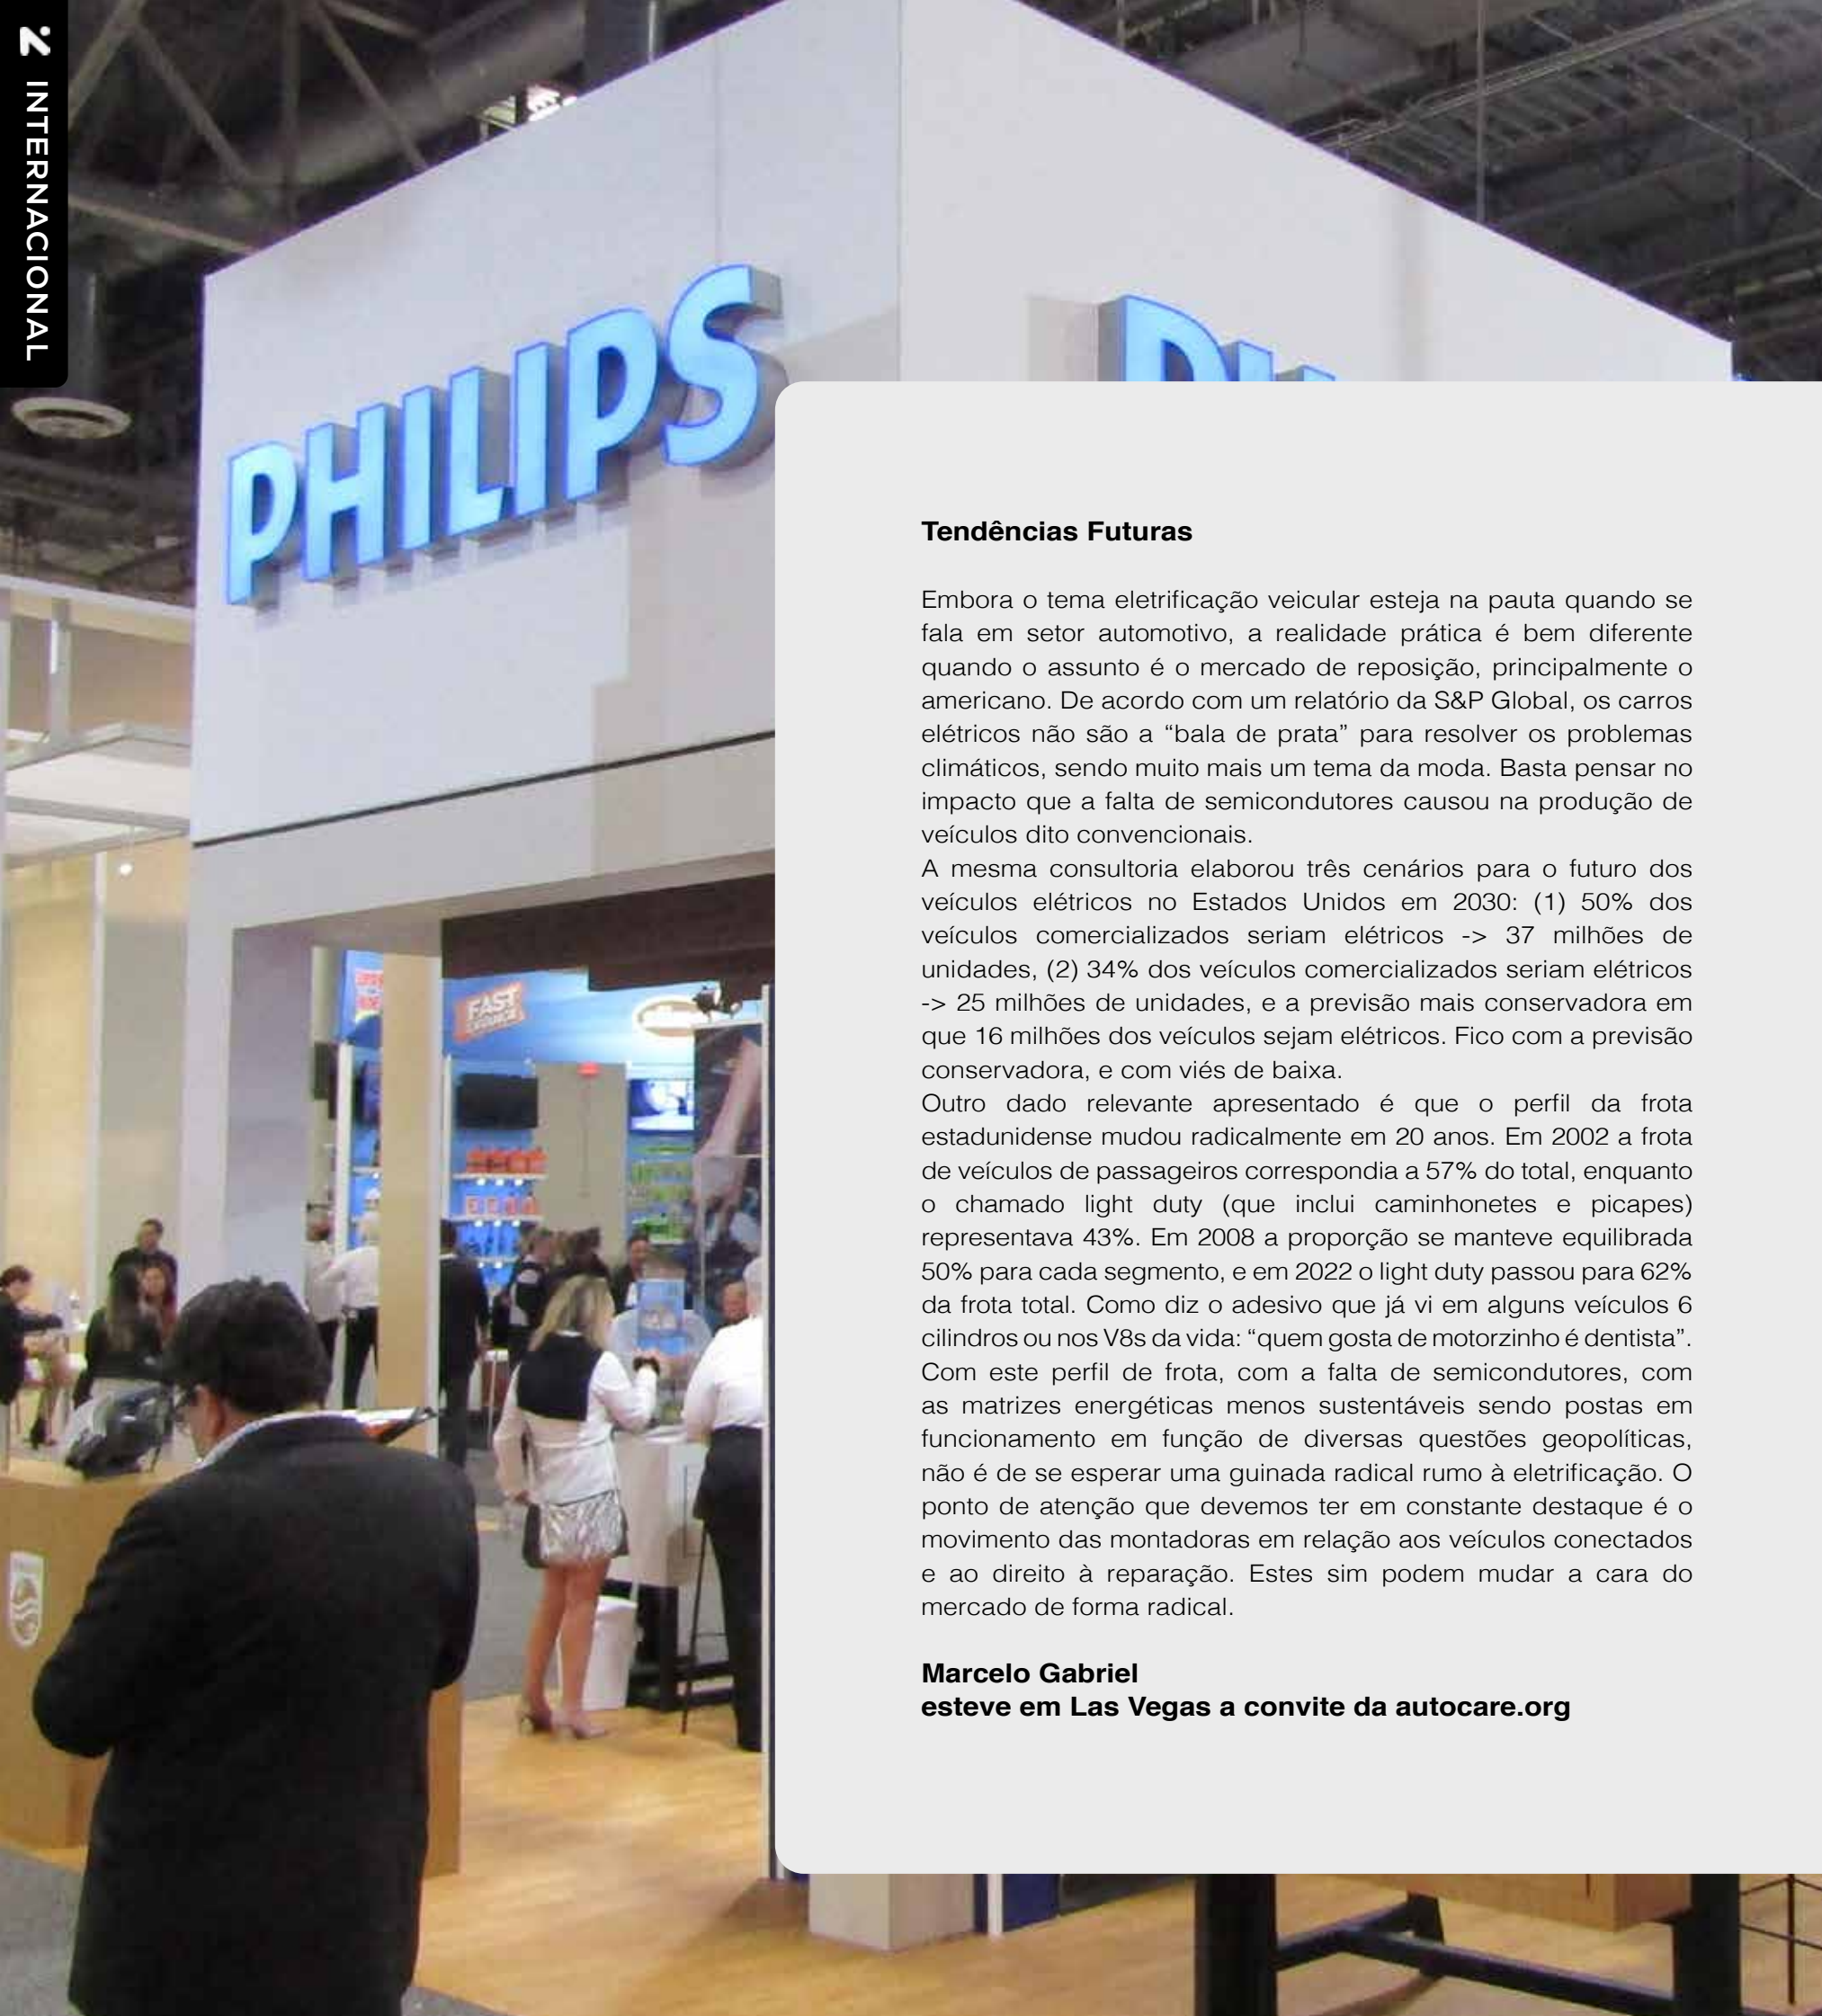 INTERNACIONAL
PHILIPS
FAST
Tendências Futuras
Embora o tema eletrificação veicular esteja na pauta quando se
fala em setor automotivo, a realidade prática é bem diferente
quando o assunto é o mercado de reposição, principalmente o
americano. De acordo com um relatório da S&P Global, os carros
elétricos não são a “bala de prata” para resolver os problemas
climáticos, sendo muito mais um tema da moda. Basta pensar no
impacto que a falta de semicondutores causou na produção de
veículos dito convencionais.
A mesma consultoria elaborou três cenários para o futuro dos
veículos elétricos no Estados Unidos em 2030: (1) 50% dos
veículos comercializados seriam elétricos -> 37 milhões de
unidades, (2) 34% dos veículos comercializados seriam elétricos
-> 25 milhões de unidades, e a previsão mais conservadora em
que 16 milhões dos veículos sejam elétricos. Fico com a previsão
conservadora, e com viés de baixa.
Outro dado relevante apresentado é que o perfil da frota
estadunidense mudou radicalmente em 20 anos. Em 2002 a frota
de veículos de passageiros correspondia a 57% do total, enquanto
o chamado light duty (que inclui caminhonetes e picapes)
representava 43%. Em 2008 a proporção se manteve equilibrada
50% para cada segmento, e em 2022 o light duty passou para 62%
da frota total. Como diz o adesivo que já vi em alguns veículos 6
cilindros ou nos V8s da vida: “quem gosta de motorzinho é dentista”.
Com este perfil de frota, com a falta de semicondutores, com
as matrizes energéticas menos sustentáveis sendo postas em
funcionamento em função de diversas questões geopolíticas,
não é de se esperar uma guinada radical rumo à eletrificação. O
ponto de atenção que devemos ter em constante destaque é o
movimento das montadoras em relação aos veículos conectados
e ao direito à reparação. Estes sim podem mudar a cara do
mercado de forma radical.
Marcelo Gabriel
esteve em Las Vegas a convite da autocare.org